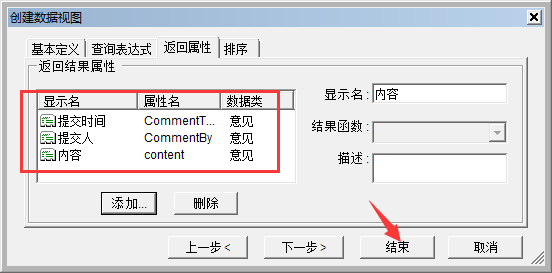 创建数据视图
基本定义 查询表达式 返回属性 排序
返回结果属性
显示名 属性名 数据类
提交时间 CommentT... 意见
提交人 CommentBy 意见
内容 content 意见
显示名: 内容
结果函数:
描述:
添加... 删除
上一步< 下一步> 结束 取消